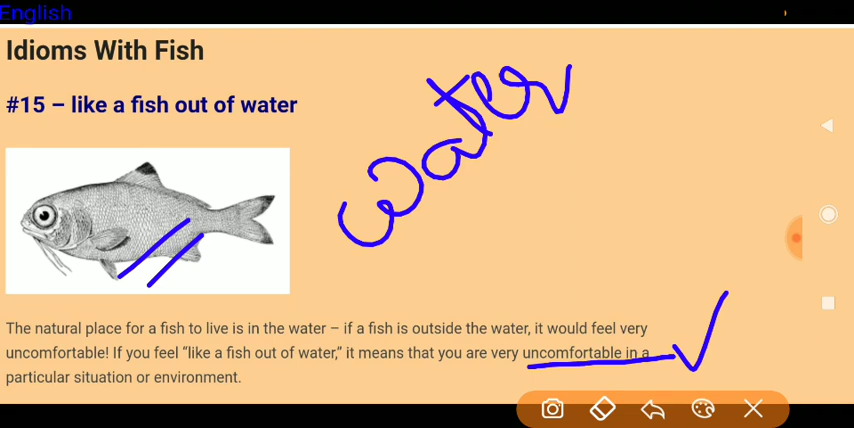 English
Idioms With Fish
#15 – like a fish out of water
water
The natural place for a fish to live is in the water – if a fish is outside the water, it would feel very
uncomfortable! If you feel “like a fish out of water,” it means that you are very uncomfortable in a
particular situation or environment.